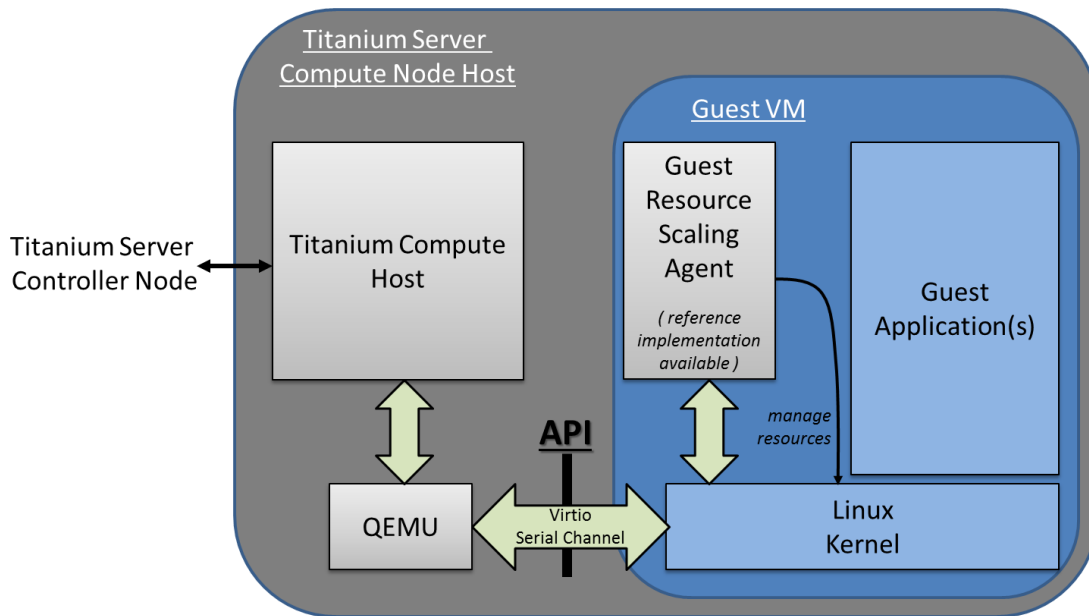 Titanium Server
Compute Node Host
Guest VM
Titanium Server
Controller Node
Titanium Compute
Host
Guest
Resource
Scaling
Agent
( reference
implementation
available )
Guest
Application(s)
manage
resources
API
QEMU
Virtio
Serial Channel
Linux
Kernel